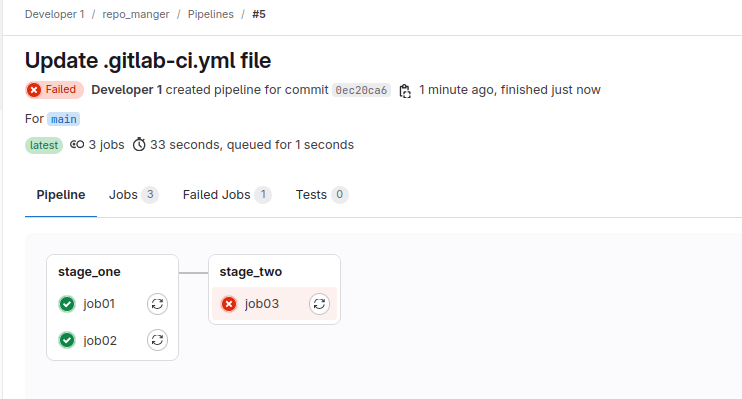 Developer 1 / repo_manger / Pipelines / #5
Update .gitlab-ci.yml file
Failed Developer 1 created pipeline for commit 0ec20ca6 1 minute ago, finished just now
For main
latest 3 jobs 33 seconds, queued for 1 seconds
Pipeline Jobs 3 Failed Jobs 1 Tests 0
stage_one
job01
job02
stage_two
job03